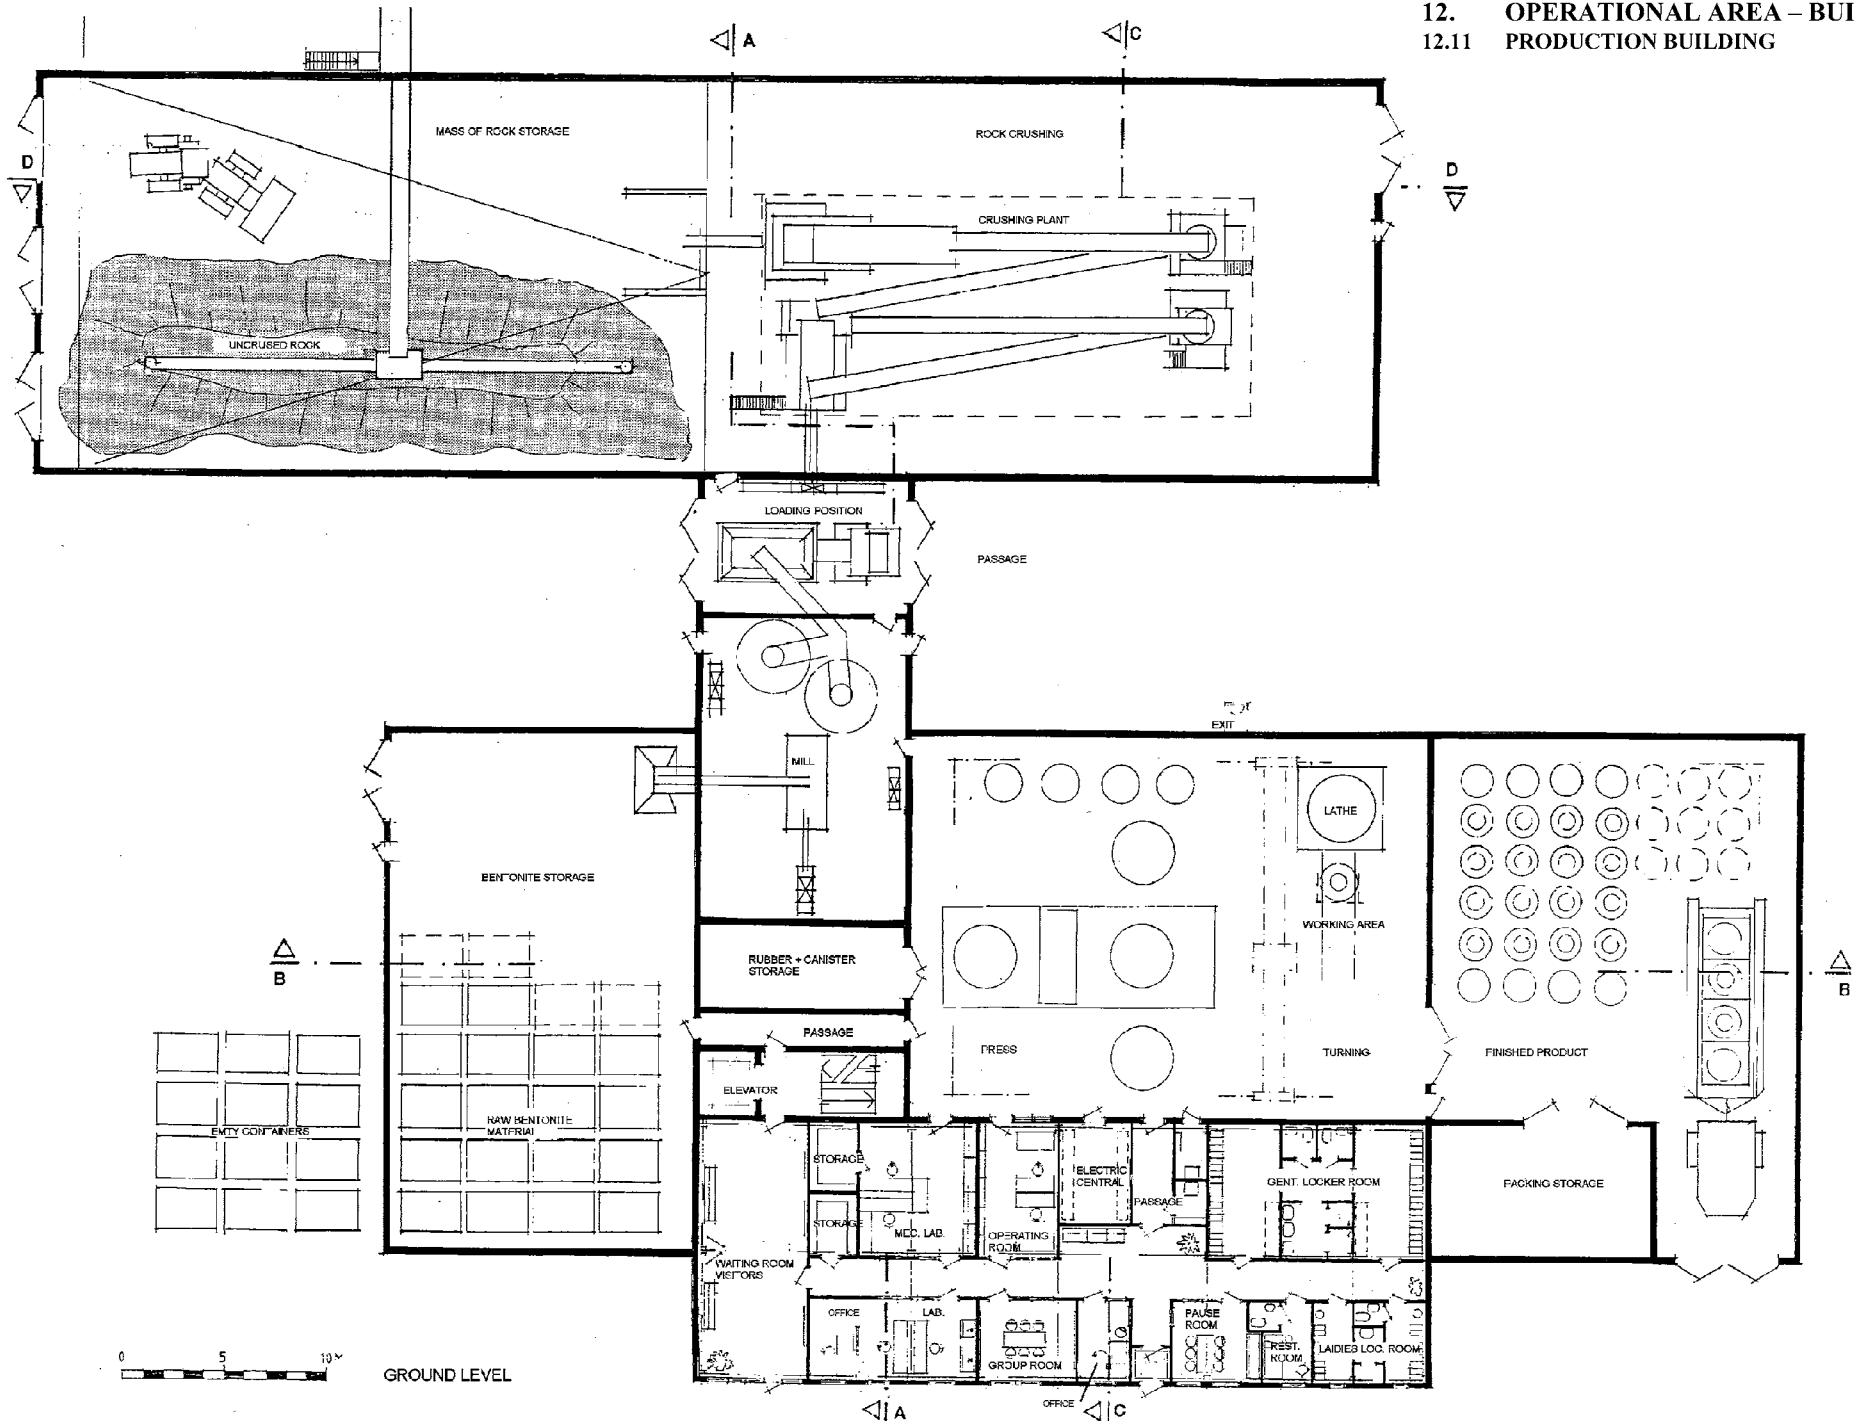 12. OPERATIONAL AREA – BUI
12.11 PRODUCTION BUILDING
A
C
MASS OF ROCK STORAGE
ROCK CRUSHING
D
D
CRUSHING PLANT
UNCRUSED ROCK
LOADING POSITION
PASSAGE
EXIT
MILL
LATHE
BENTONITE STORAGE
WORKING AREA
RUBBER + CANISTER
STORAGE
B
B
PASSAGE
PRESS
TURNING
FINISHED PRODUCT
ELEVATOR
RAW BENTONITE
MATERIAL
EMTY CONTAINERS
STORAGE
ELECTRIC
CENTRAL
GENT. LOCKER ROOM
PACKING STORAGE
PASSAGE
STORAGE
MEC. LAB.
OPERATING
ROOM
WAITING ROOM
VISITORS
OFFICE
LAB.
PAUSE
ROOM
REST.
ROOM
LAIDIES LOC. ROOM
GROUP ROOM
0 5 10 M
GROUND LEVEL
OFFICE
A
C